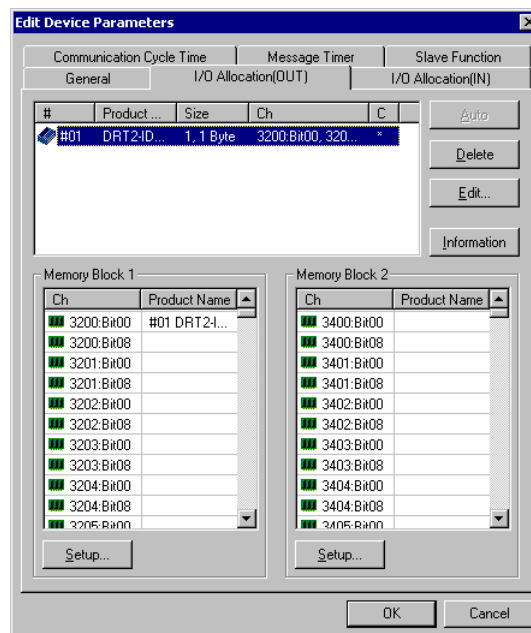 Edit Device Parameters
Communication Cycle Time Message Timer Slave Function
General I/O Allocation(OUT) I/O Allocation(IN)
# Product ... Size Ch C
#01 DRT2-ID... 1, 1 Byte 3200:Bit00, 320... *
Auto
Delete
Edit...
Information
Memory Block 1
Ch Product Name
3200:Bit00 #01 DRT2-I...
3200:Bit08
3201:Bit00
3201:Bit08
3202:Bit00
3202:Bit08
3203:Bit00
3203:Bit08
3204:Bit00
3204:Bit08
3205:Bit00
Setup...
Memory Block 2
Ch Product Name
3400:Bit00
3400:Bit08
3401:Bit00
3401:Bit08
3402:Bit00
3402:Bit08
3403:Bit00
3403:Bit08
3404:Bit00
3404:Bit08
3405:Bit00
Setup...
OK Cancel